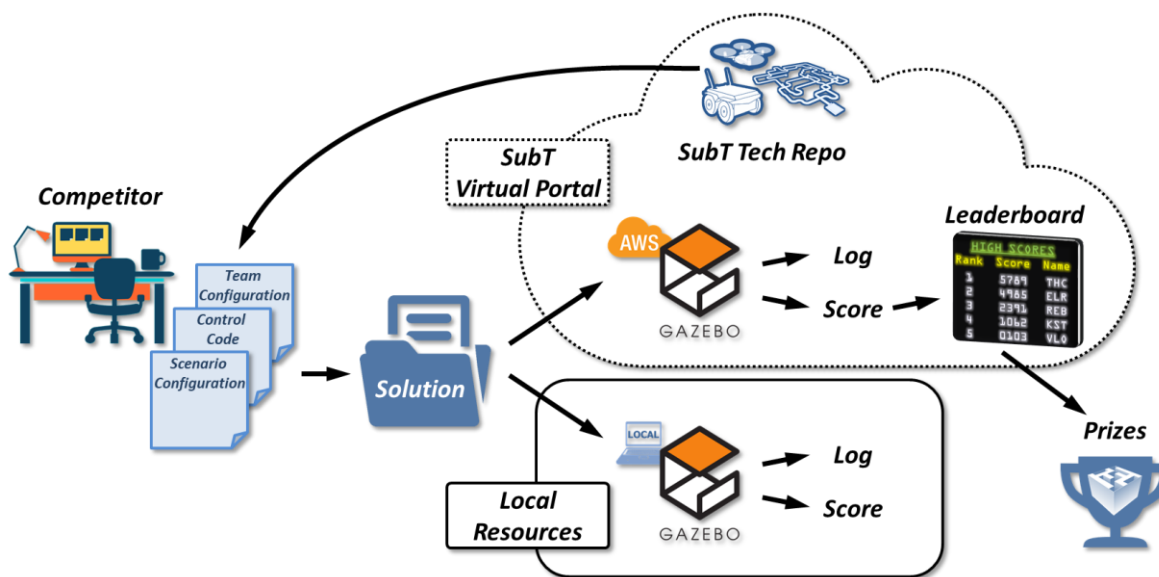 SubT Tech Repo
SubT
Virtual Portal
Competitor
Leaderboard
AWS
GAZEBO
Log
Score
HIGH SCORES
Rank Score Name
1 5789 THC
2 4985 ELR
3 2391 REB
4 1062 KST
5 0103 VLO
Team
Configuration
Control
Code
Scenario
Configuration
Solution
LOCAL
GAZEBO
Log
Score
Local
Resources
Prizes